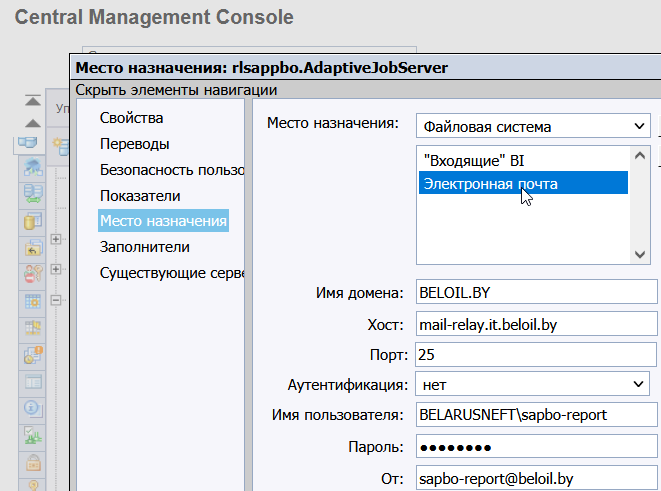 Central Management Console
Место назначения: rlsappbo.AdaptiveJobServer
Скрыть элементы навигации
Уп
Свойства
Переводы
Безопасность пользо
Показатели
Место назначения
Заполнители
Существующие серве
Место назначения: Файловая система
"Входящие" BI
Электронная почта
Имя домена: BELOIL.BY
Хост: mail-relay.it.beloil.by
Порт: 25
Аутентификация: нет
Имя пользователя: BELARUSNEFT\sapbo-report
Пароль: ●●●●●●●●
От: sapbo-report@beloil.by